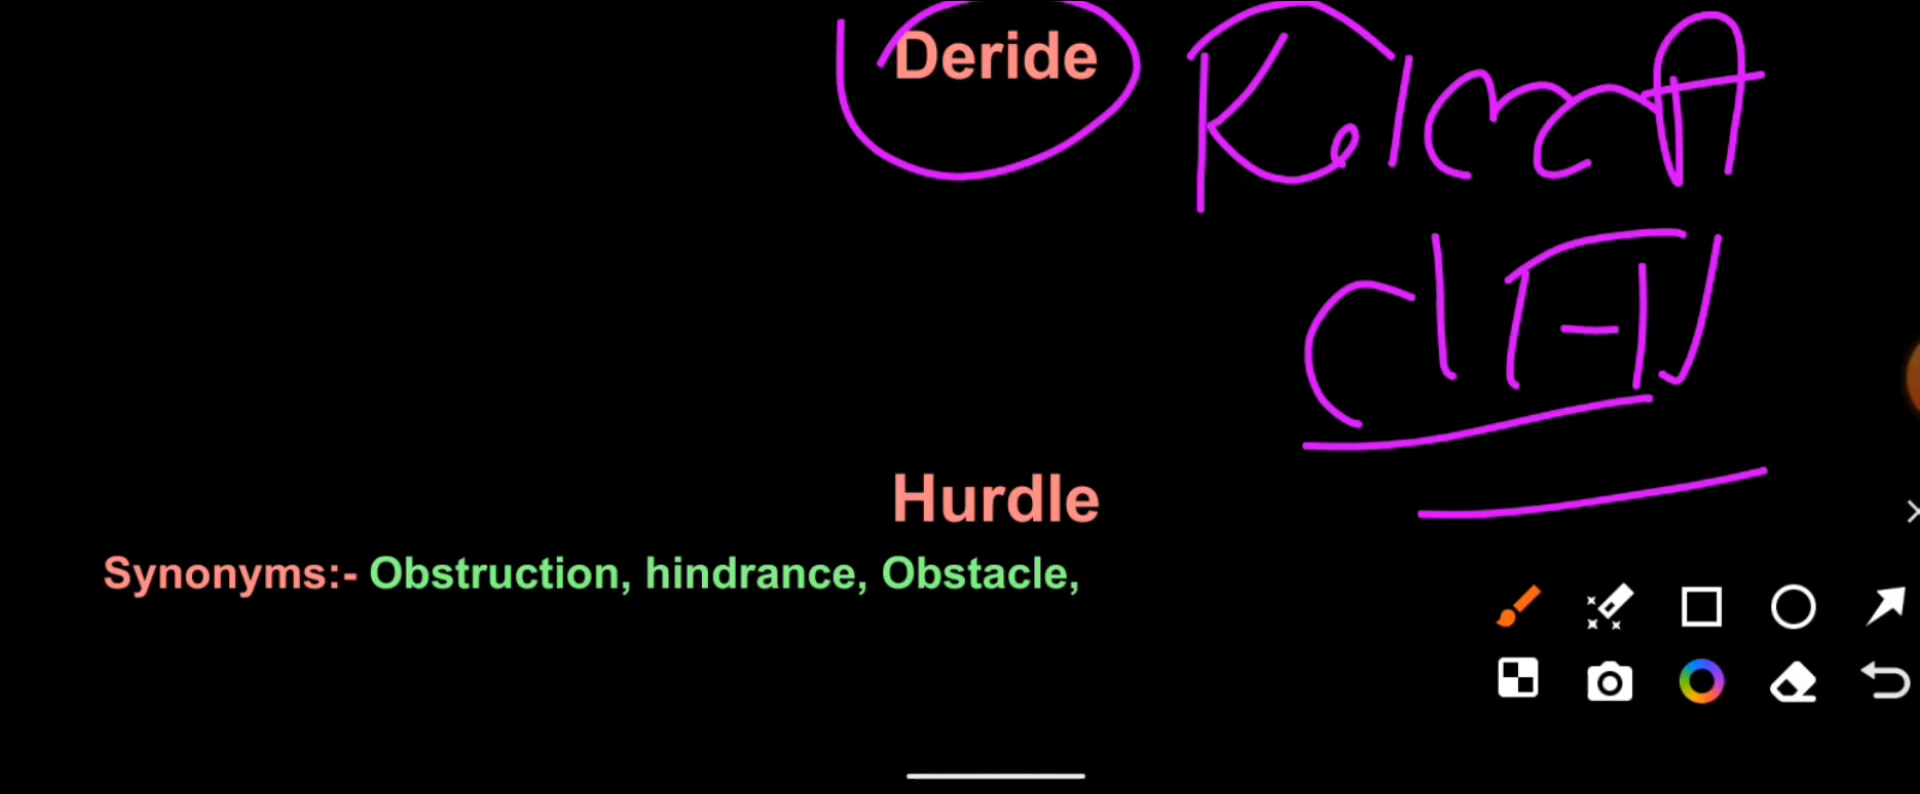 Deride
Hurdle
Synonyms:- Obstruction, hindrance, Obstacle,